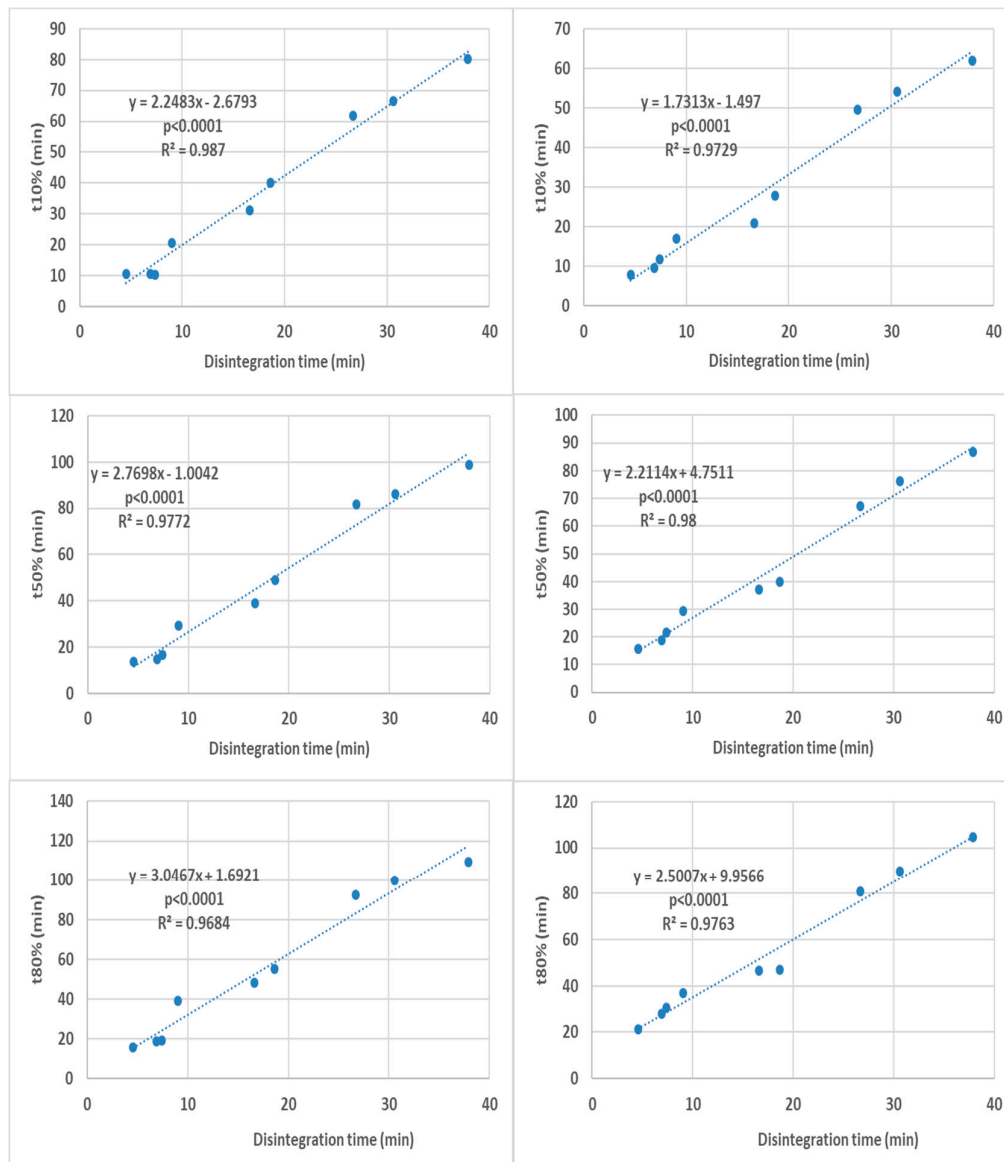 90
80
70
60
50
40
30
20
10
0
t10% (min)
y = 2.2483x - 2.6793
p<0.0001
R² = 0.987
0 10 20 30 40
Disintegration time (min)
70
60
50
40
30
20
10
0
t10% (min)
y = 1.7313x - 1.497
p<0.0001
R² = 0.9729
0 10 20 30 40
Disintegration time (min)
120
100
80
60
40
20
0
t50% (min)
y = 2.7698x - 1.0042
p<0.0001
R² = 0.9772
0 10 20 30 40
Disintegration time (min)
100
90
80
70
60
50
40
30
20
10
0
t50% (min)
y = 2.2114x + 4.7511
p<0.0001
R² = 0.98
0 10 20 30 40
Disintegration time (min)
140
120
100
80
60
40
20
0
t80% (min)
y = 3.0467x + 1.6921
p<0.0001
R² = 0.9684
0 10 20 30 40
Disintegration time (min)
120
100
80
60
40
20
0
t80% (min)
y = 2.5007x + 9.9566
p<0.0001
R² = 0.9763
0 10 20 30 40
Disintegration time (min)